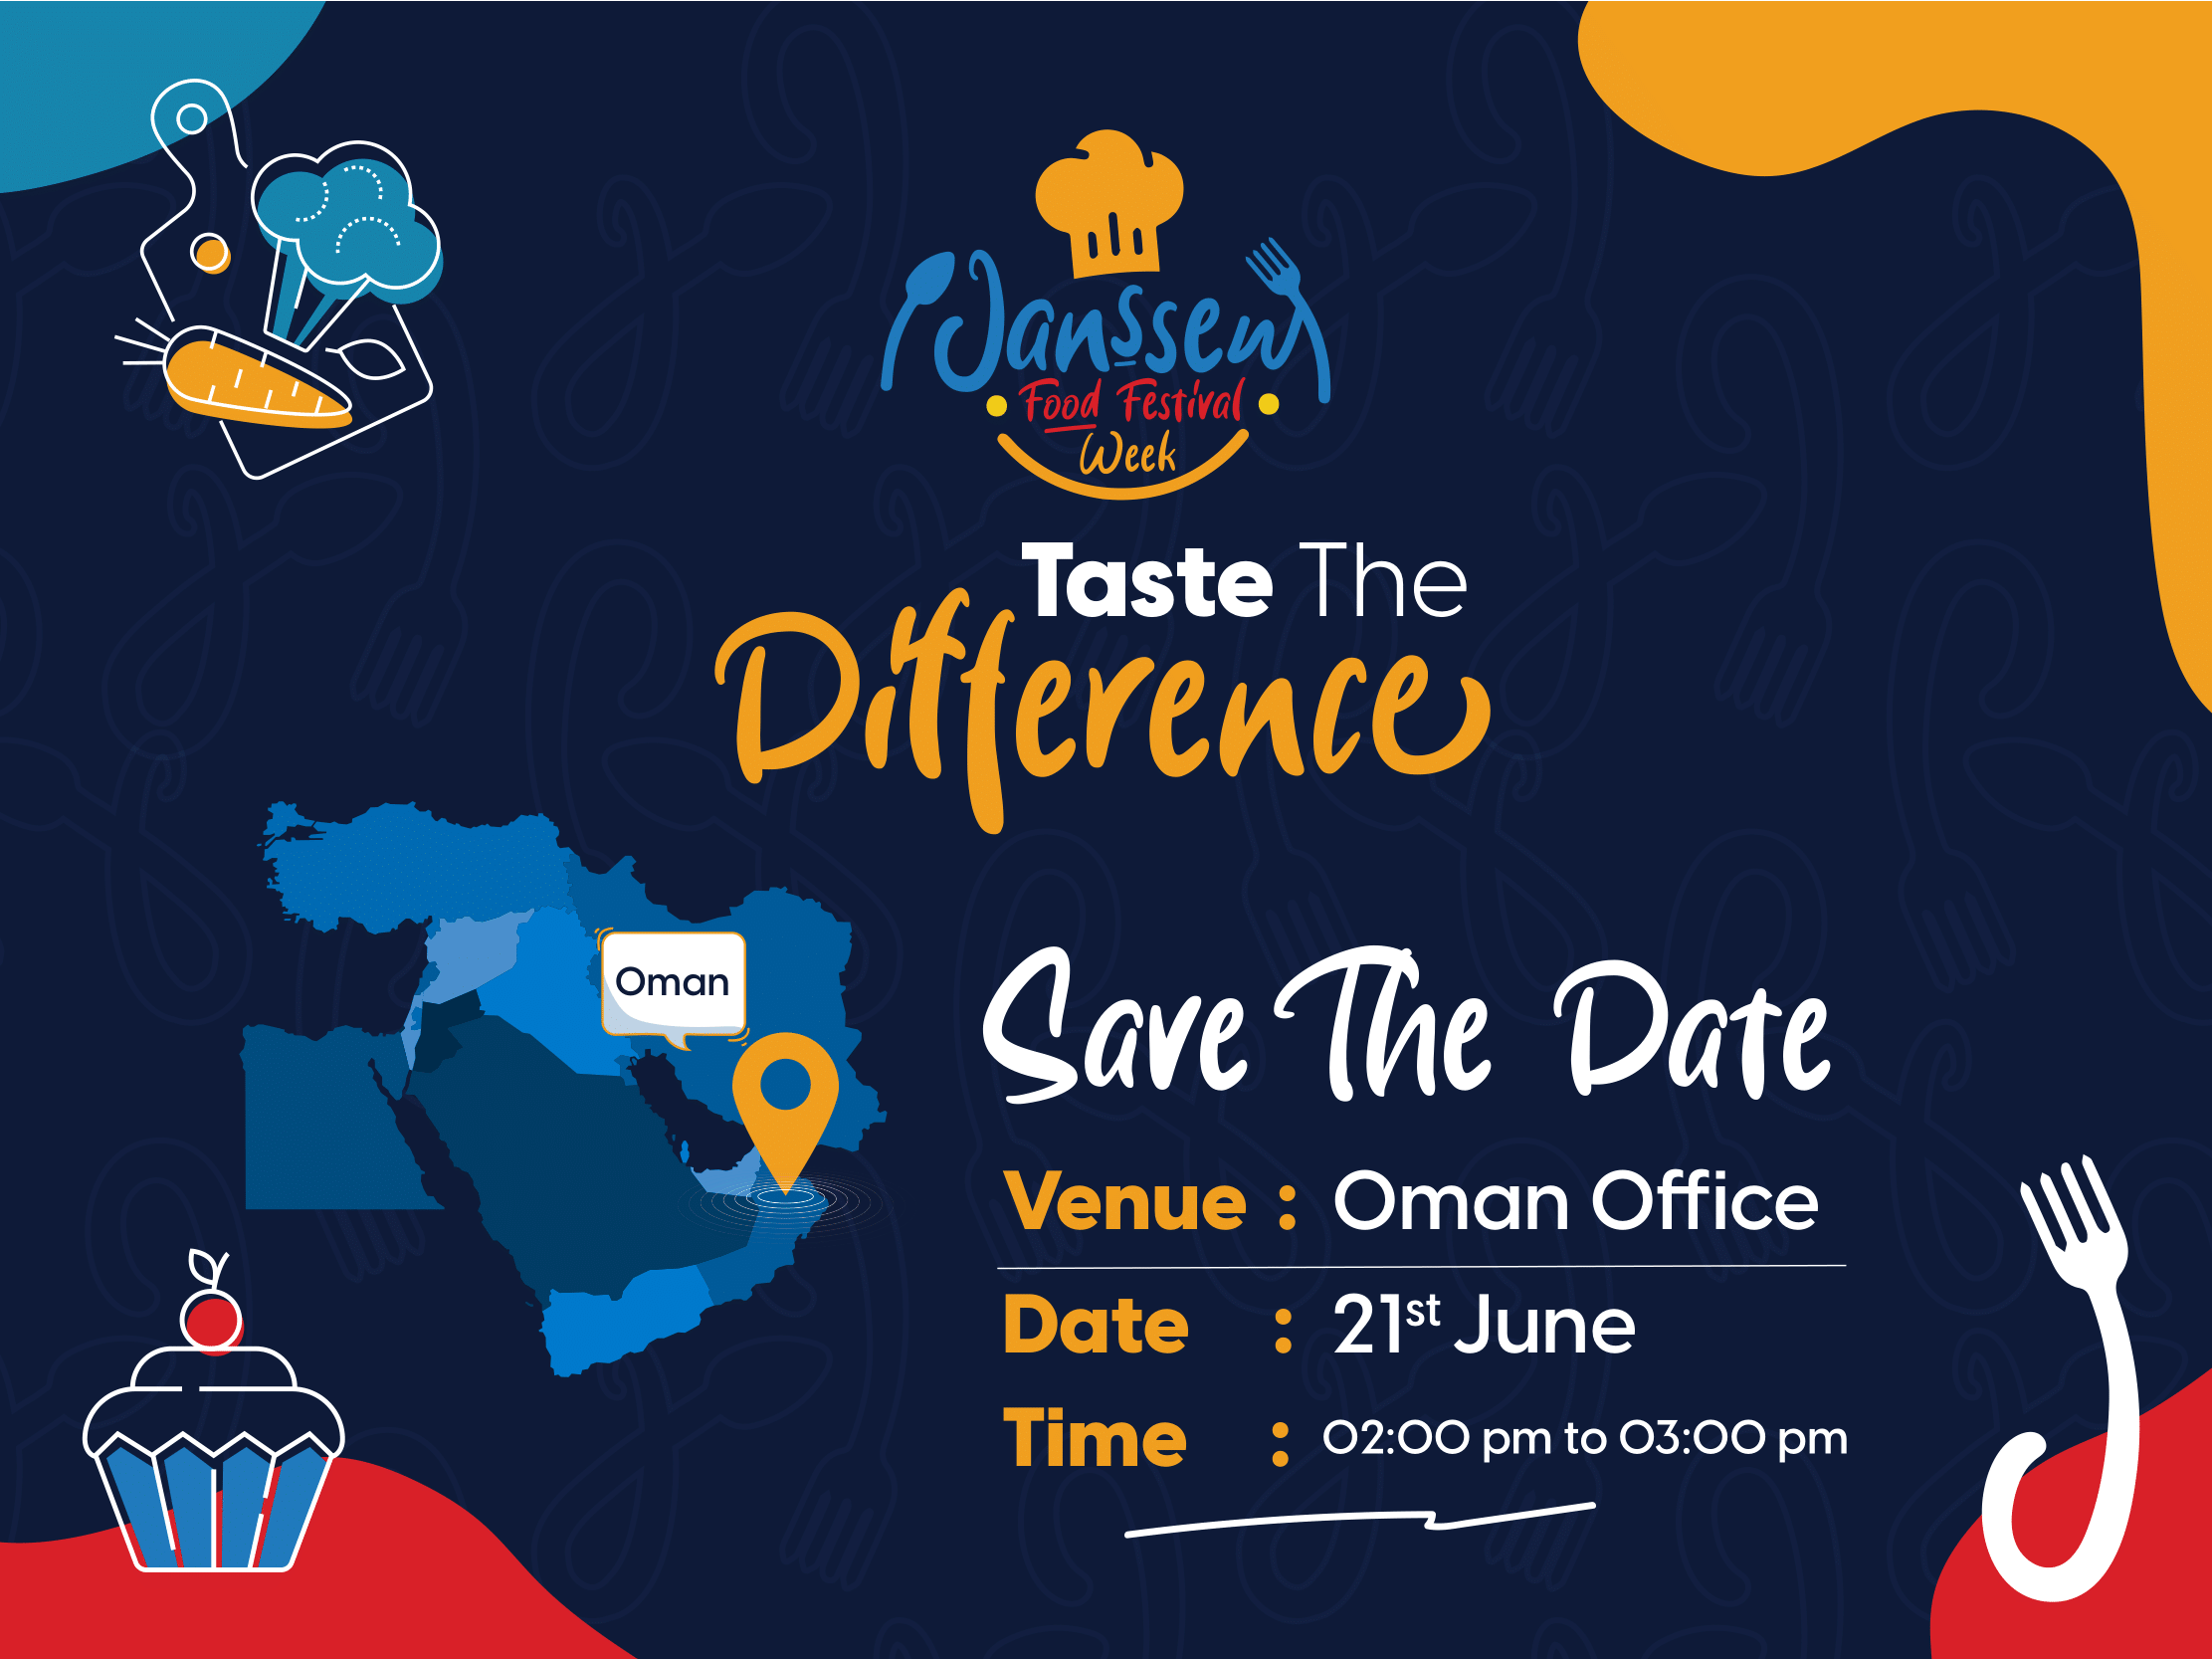 Janssen
Food Festival
Week
Taste The
Difference
Oman
Save The Date
Venue : Oman Office
Date : 21st June
Time : 02:00 pm to 03:00 pm